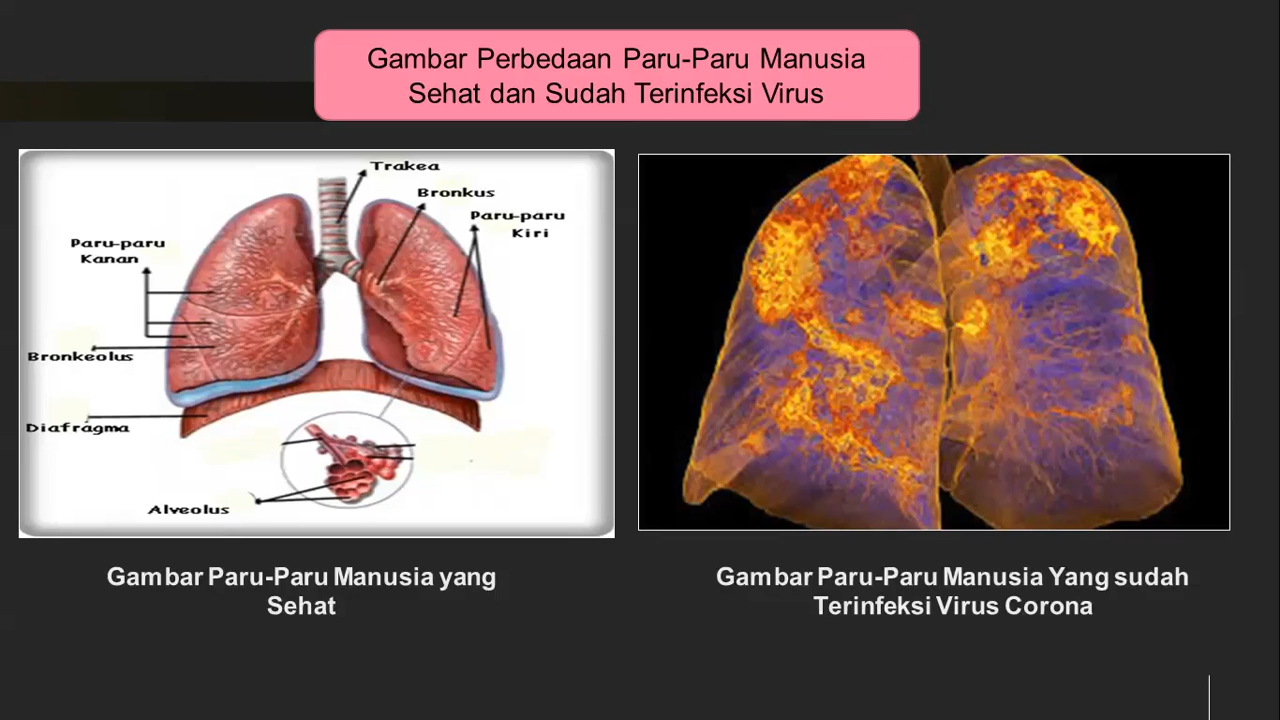 Gambar Perbedaan Paru-Paru Manusia
Sehat dan Sudah Terinfeksi Virus
Trakea
Bronkus
Paru-paru
Kiri
Paru-paru
Kanan
Bronkeolus
Diafragma
Alveolus
Gambar Paru-Paru Manusia yang
Sehat
Gambar Paru-Paru Manusia Yang sudah
Terinfeksi Virus Corona